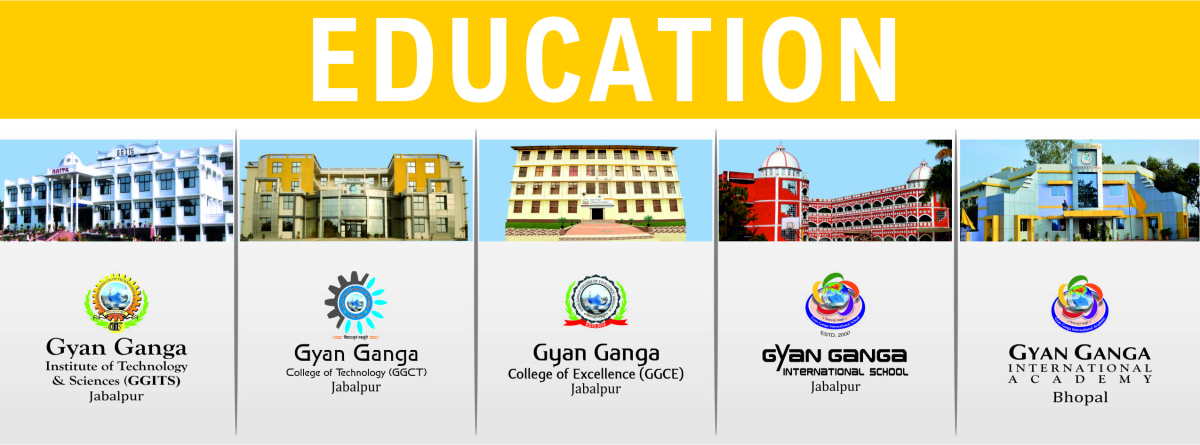 EDUCATION
GGITS
GGITS
Gyan Ganga
Institute of Technology
& Sciences (GGITS)
Jabalpur
Gyan Ganga
College of Technology (GGCT)
Jabalpur
Gyan Ganga
College of Excellence (GGCE)
Jabalpur
ESTD. 2000
GYAN GANGA
INTERNATIONAL SCHOOL
Jabalpur
GYAN GANGA
INTERNATIONAL
ACADEMY
Bhopal